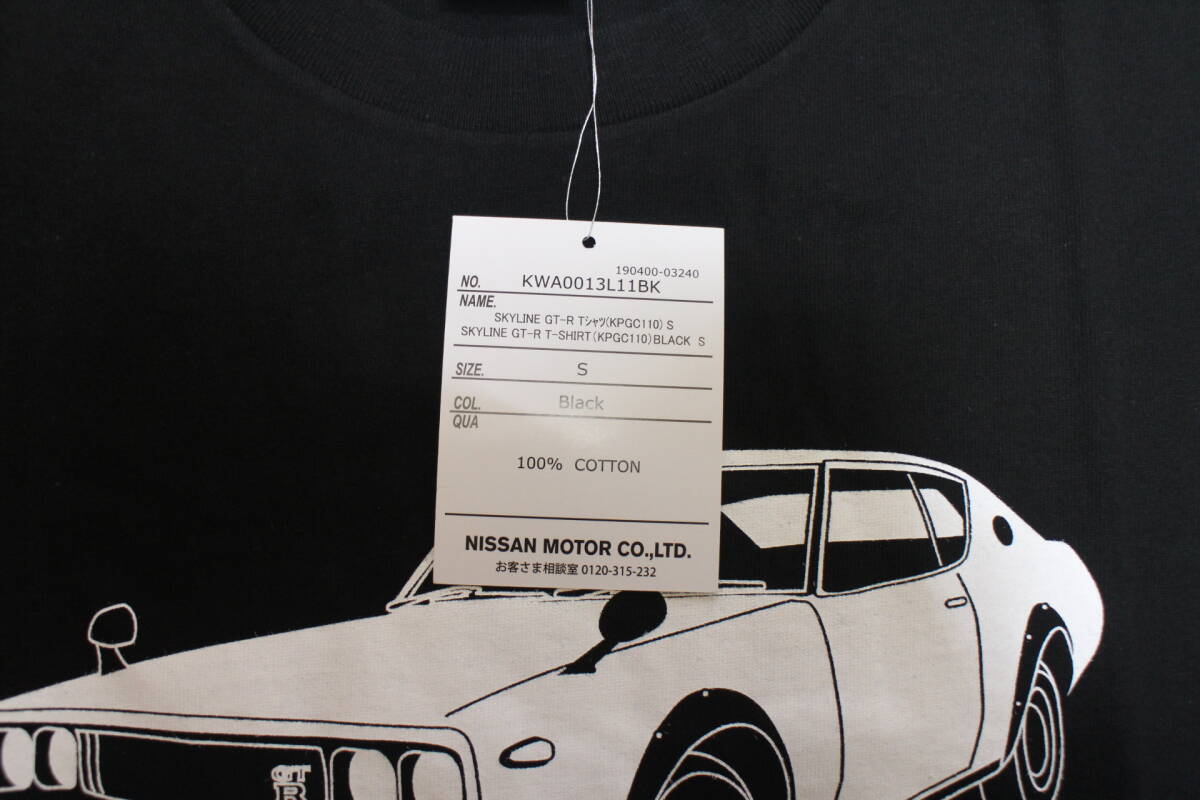 190400-03240
NO. KWA0013L11BK
NAME.
SKYLINE GT-R Tシャツ(KPGC110) S
SKYLINE GT-R T-SHIRT(KPGC110)BLACK S
SIZE. S
COL. Black
QUA
100% COTTON
NISSAN MOTOR CO.,LTD.
お客さま相談室 0120-315-232
GT
R